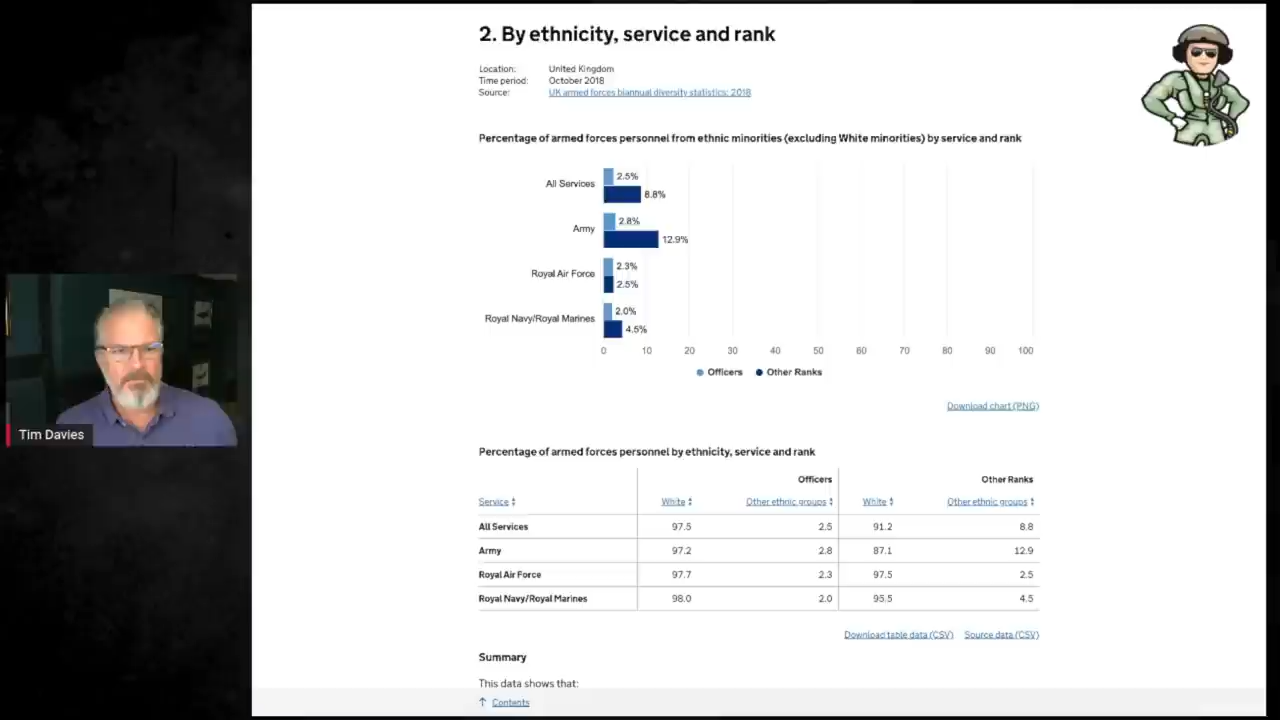 2. By ethnicity, service and rank
Location: United Kingdom
Time period: October 2018
Source: UK armed forces biannual diversity statistics: 2018
Percentage of armed forces personnel from ethnic minorities (excluding White minorities) by service and rank
All Services 2.5% 8.8%
Army 2.8% 12.9%
Royal Air Force 2.3% 2.5%
Royal Navy/Royal Marines 2.0% 4.5%
0 10 20 30 40 50 60 70 80 90 100
Officers Other Ranks
Download chart (PNG)
Tim Davies
Percentage of armed forces personnel by ethnicity, service and rank
Officers Other Ranks
Service White Other ethnic groups White Other ethnic groups
All Services 97.5 2.5 91.2 8.8
Army 97.2 2.8 87.1 12.9
Royal Air Force 97.7 2.3 97.5 2.5
Royal Navy/Royal Marines 98.0 2.0 95.5 4.5
Download table data (CSV) Source data (CSV)
Summary
This data shows that:
↑ Contents